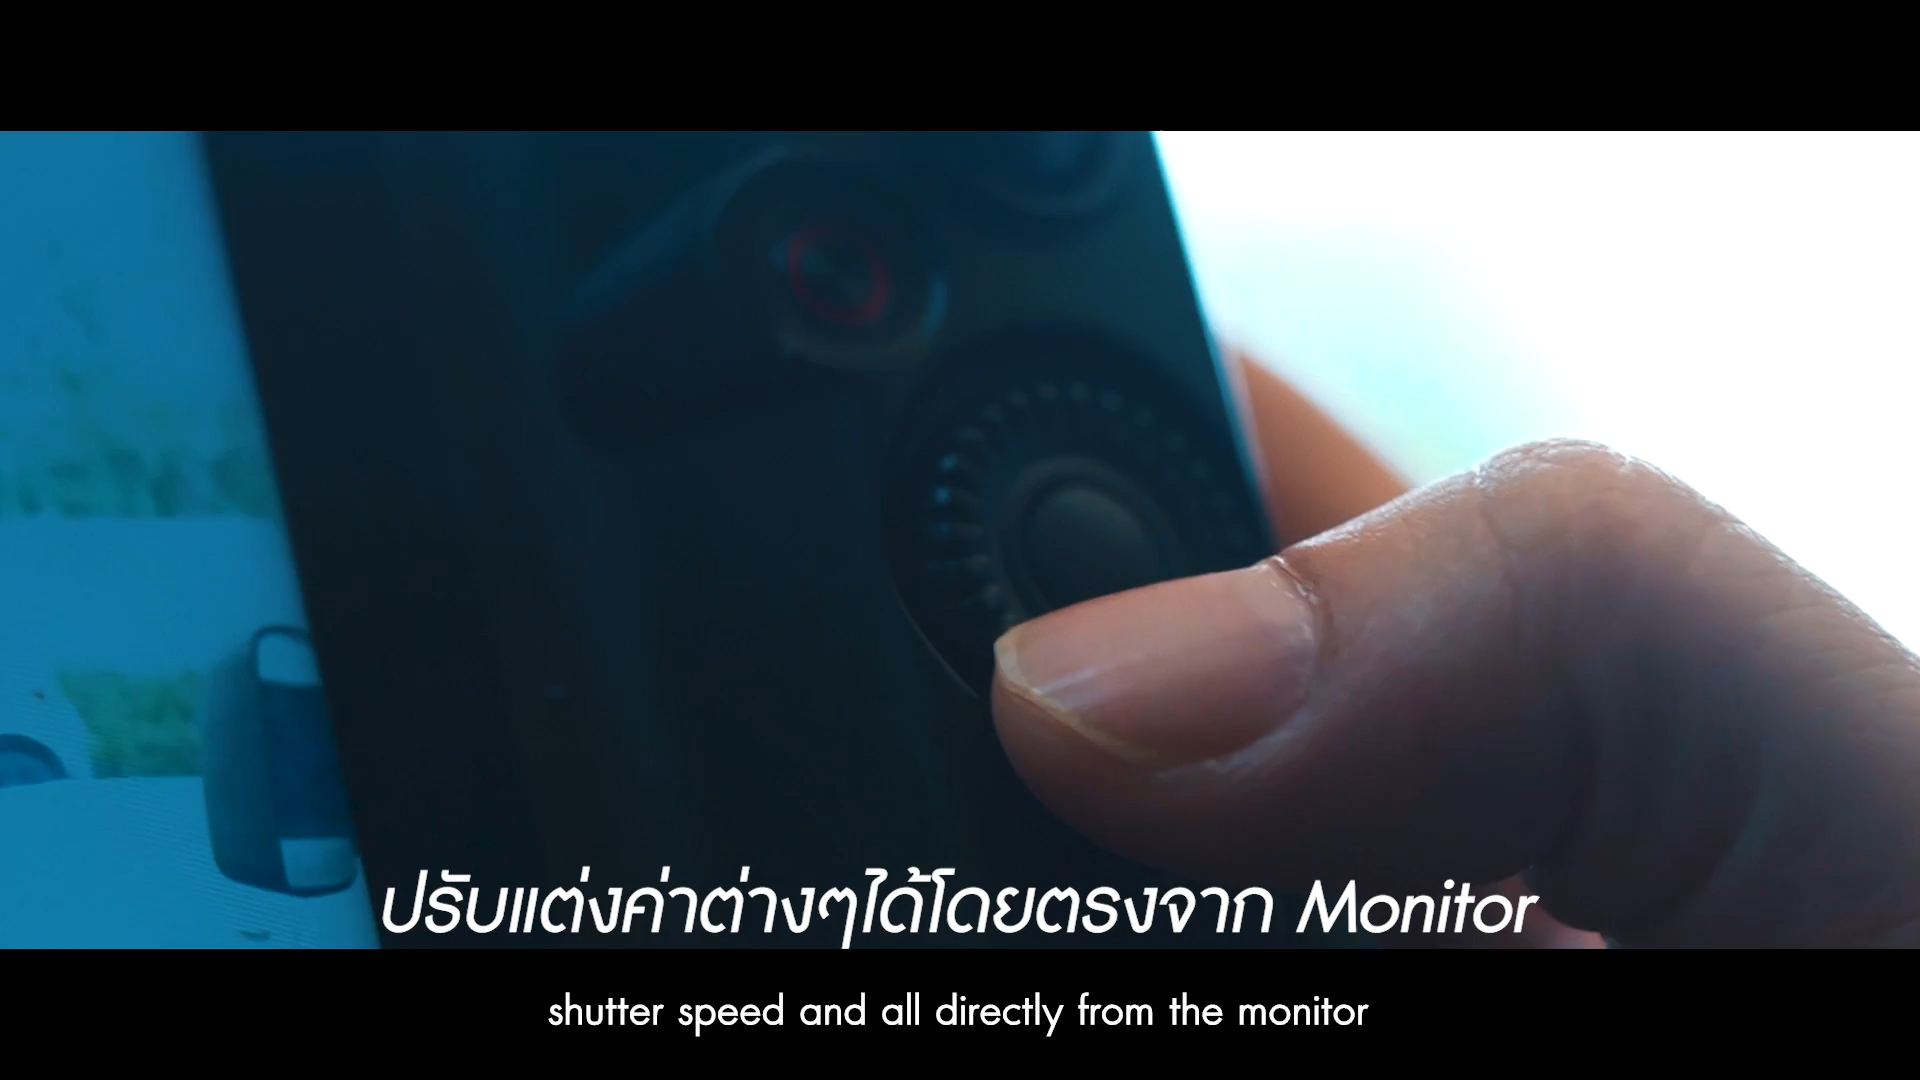 ปรับแต่งค่าต่างๆได้โดยตรงจาก Monitor
shutter speed and all directly from the monitor